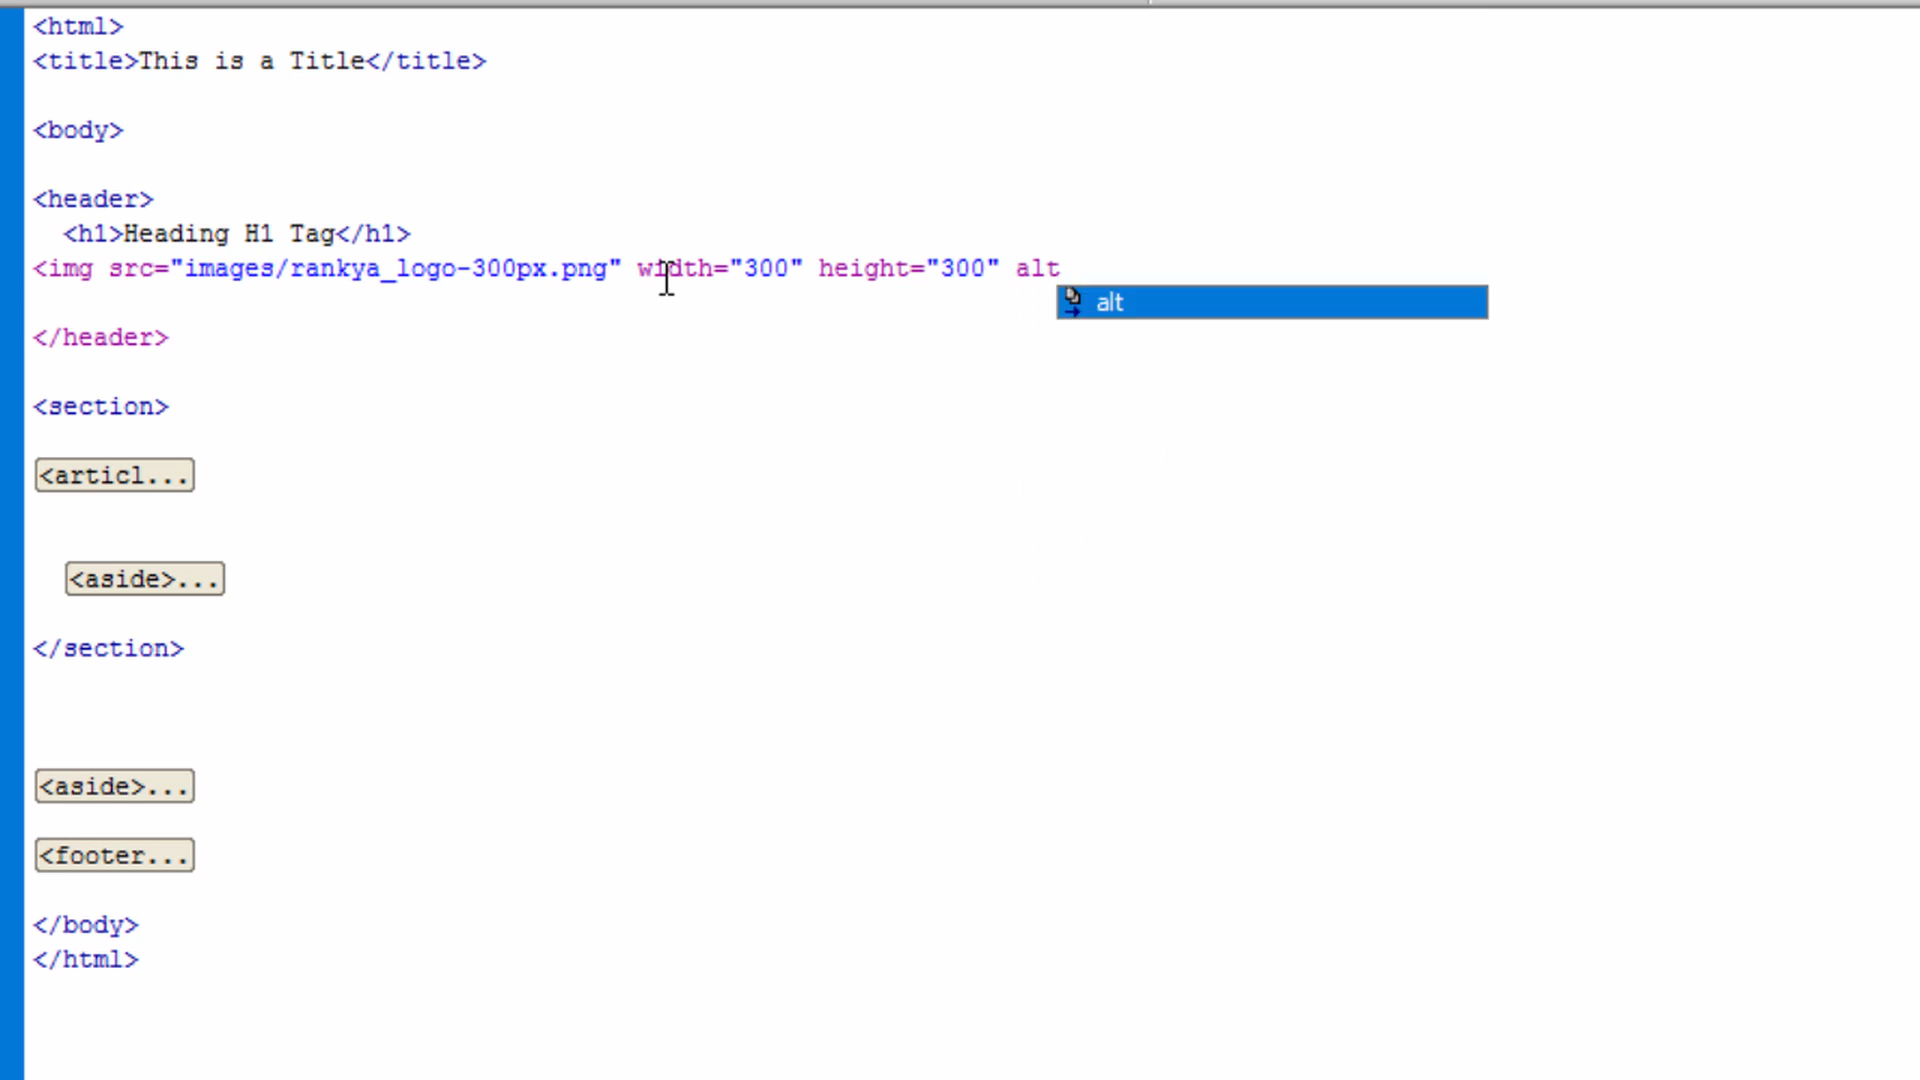 <html>
<title>This is a Title</title>
<body>
<header>
<h1>Heading H1 Tag</h1>
<img src="images/rankya_logo-300px.png" width="300" height="300" alt
alt
</header>
<section>
<articl...
<aside>...
</section>
<aside>...
<footer...
</body>
</html>